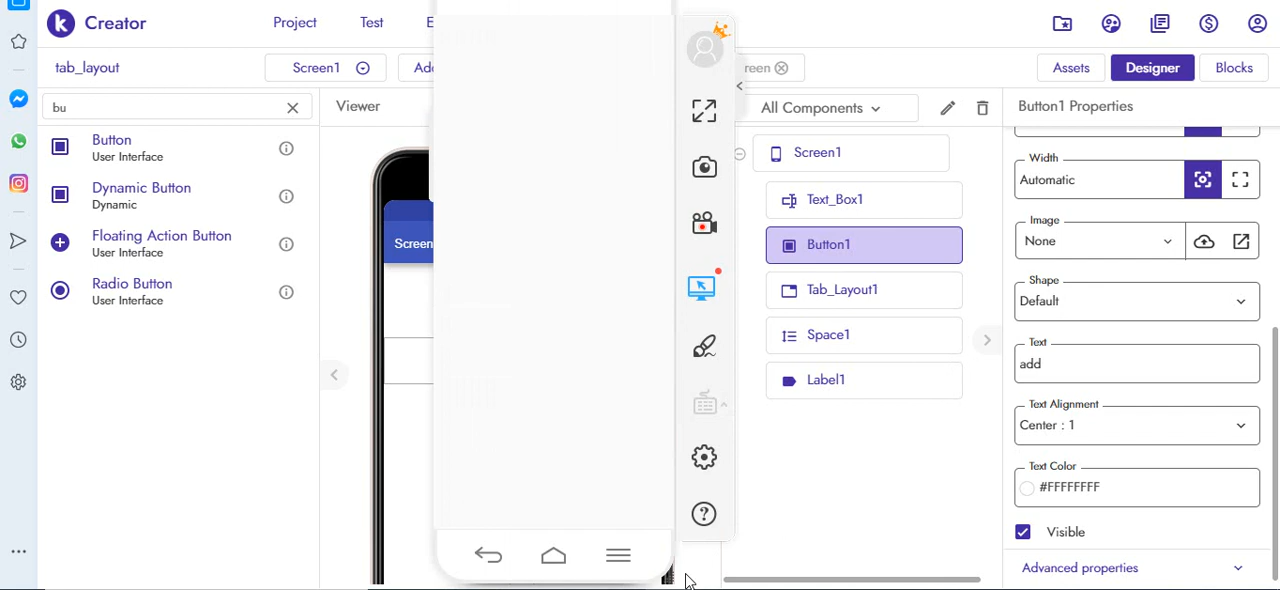 Creator
Project
Test
E
tab_layout
Screen1
Add
reen
Assets
Designer
Blocks
bu
Viewer
All Components
Button1 Properties
Button
User Interface
Dynamic Button
Dynamic
Floating Action Button
User Interface
Radio Button
User Interface
Screen
Screen1
Text_Box1
Button1
Tab_Layout1
Space1
Label1
Width
Automatic
Image
None
Shape
Default
Text
add
Text Alignment
Center : 1
Text Color
#FFFFFFFF
Visible
Advanced properties